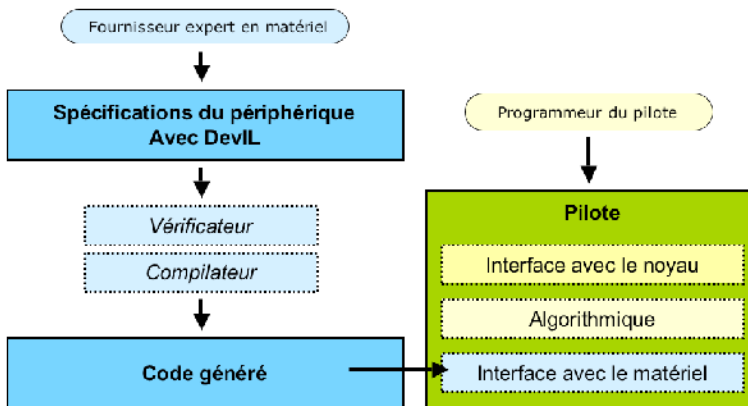 Fournisseur expert en matériel
Spécifications du périphérique
Avec DevIL
Vérificateur
Compilateur
Code généré
Programmeur du pilote
Pilote
Interface avec le noyau
Algorithmique
Interface avec le matériel